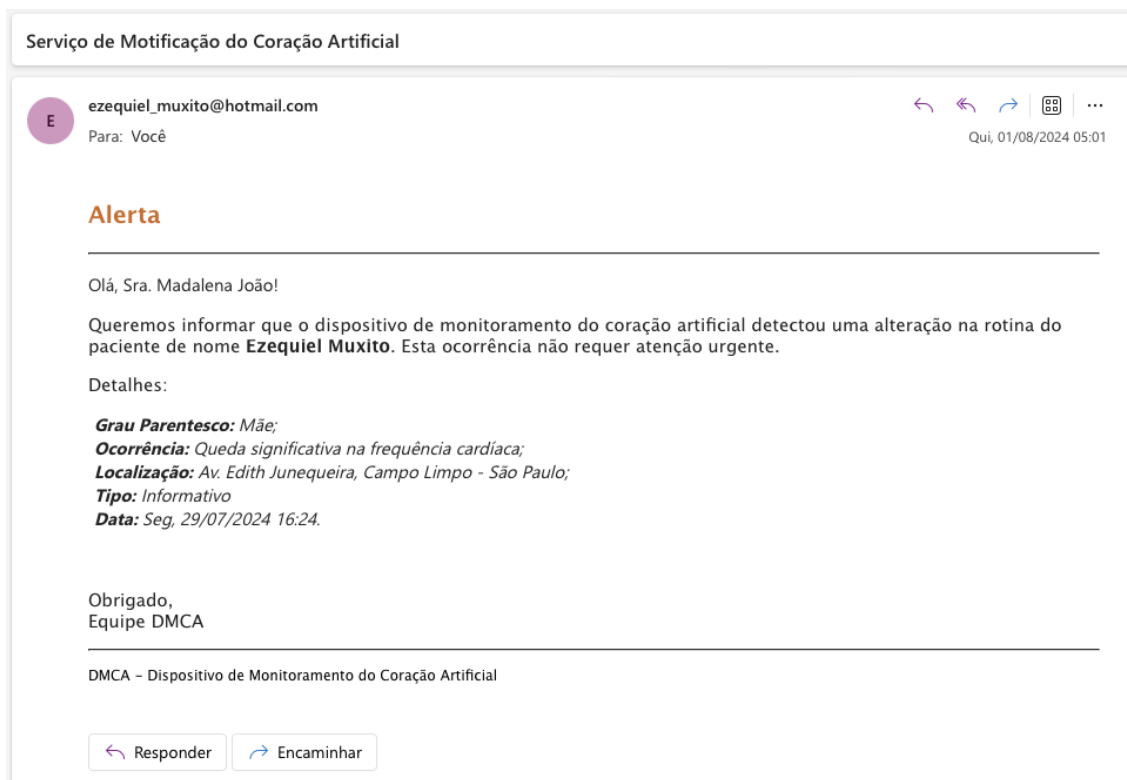 Serviço de Motificação do Coração Artificial
E
ezequiel_muxito@hotmail.com
Para: Você
Qui, 01/08/2024 05:01
Alerta
Olá, Sra. Madalena João!
Queremos informar que o dispositivo de monitoramento do coração artificial detectou uma alteração na rotina do
paciente de nome Ezequiel Muxito. Esta ocorrência não requer atenção urgente.
Detalhes:
Grau Parentesco: Mãe;
Ocorrência: Queda significativa na frequência cardíaca;
Localização: Av. Edith Junequeira, Campo Limpo - São Paulo;
Tipo: Informativo
Data: Seg, 29/07/2024 16:24.
Obrigado,
Equipe DMCA
DMCA – Dispositivo de Monitoramento do Coração Artificial
Responder
Encaminhar